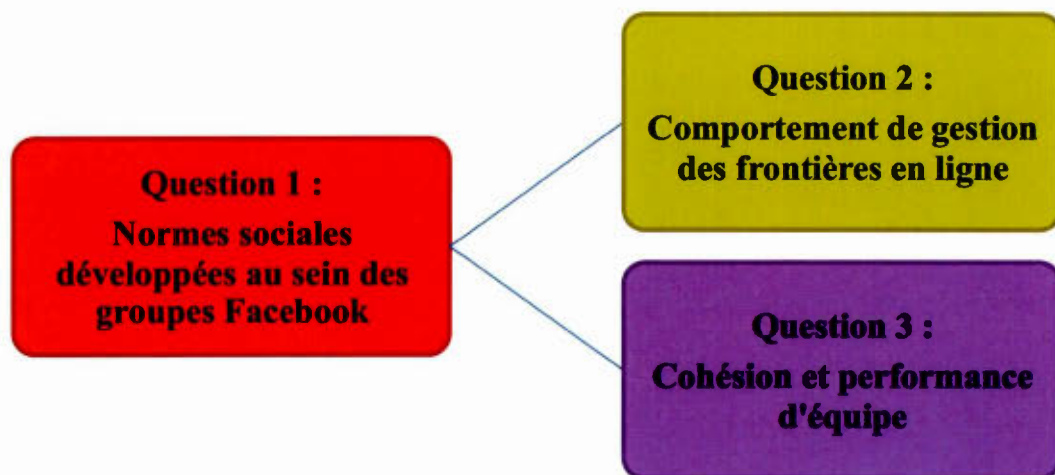 Question 1 :
Normes sociales
développées au sein des
groupes Facebook
Question 2 :
Comportement de gestion
des frontières en ligne
Question 3 :
Cohésion et performance
d'équipe